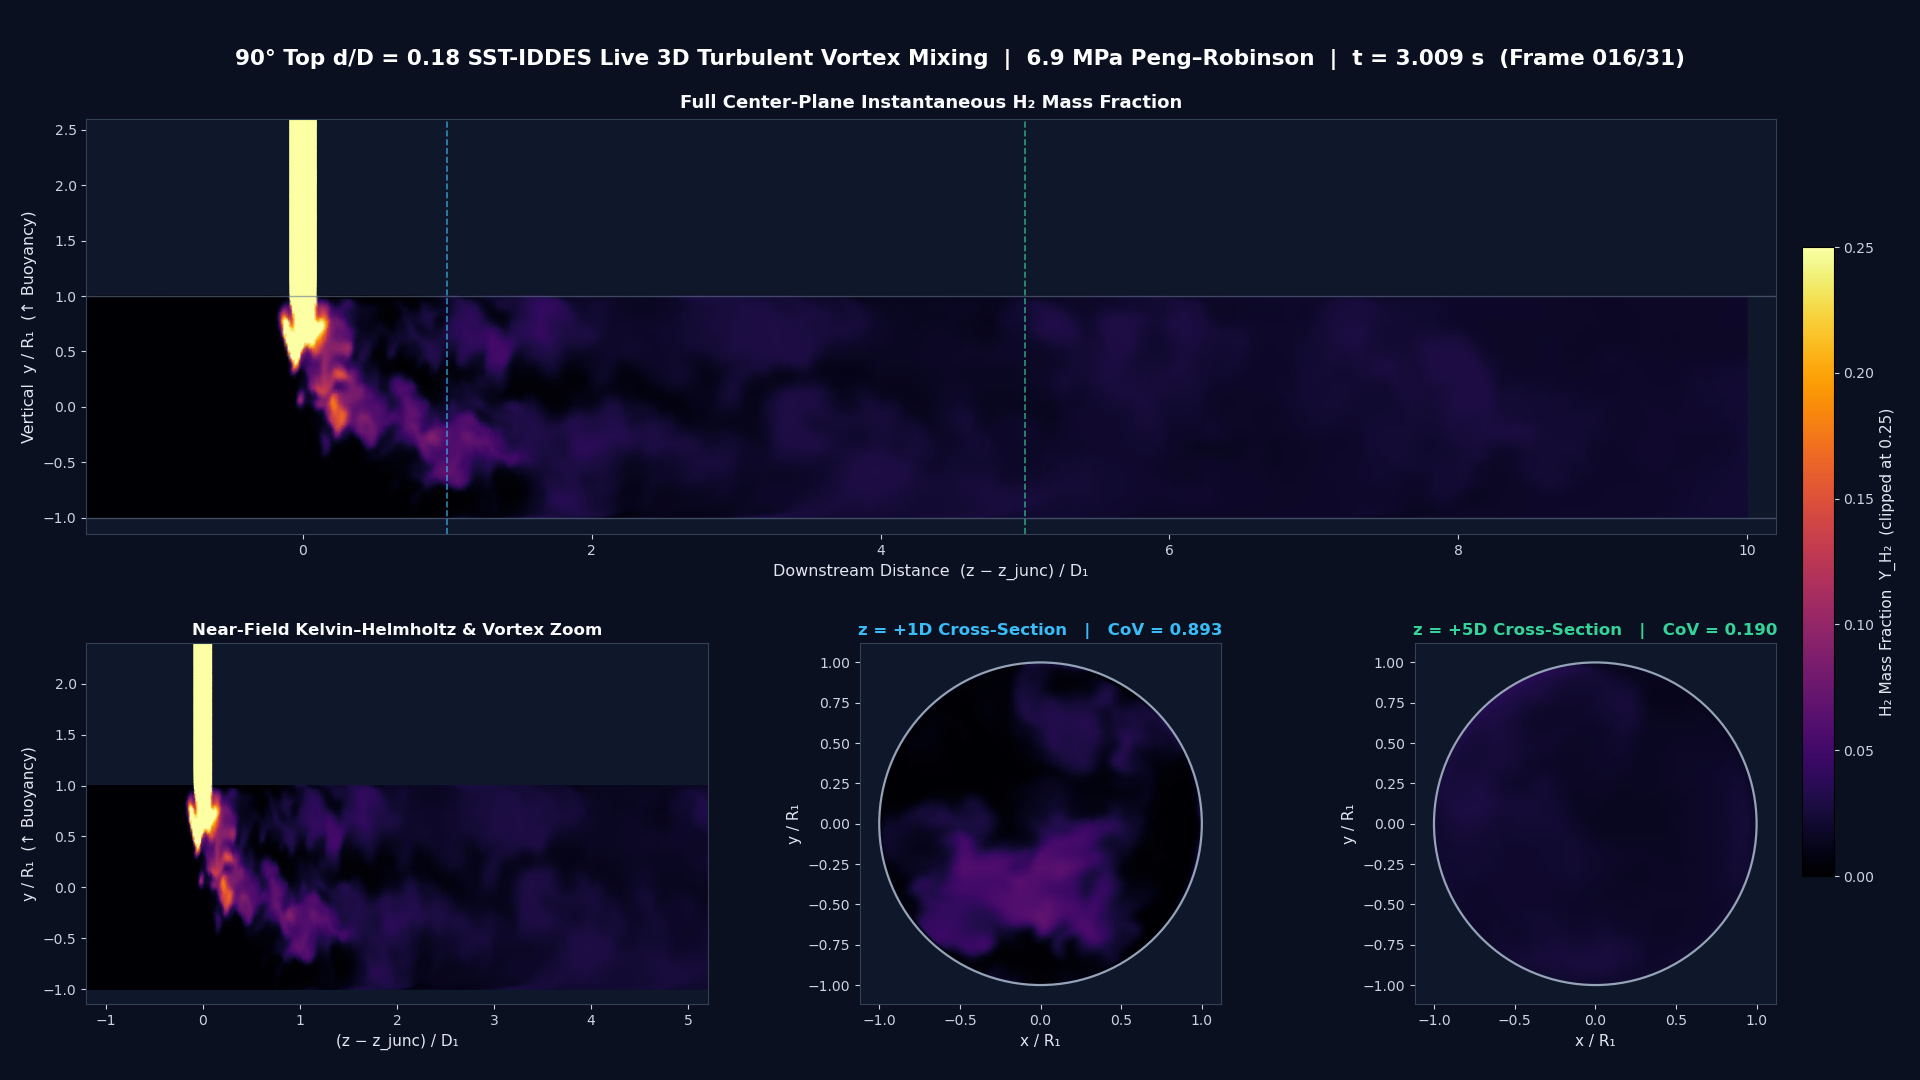 90° Top d/D = 0.18 SST-IDDES Live 3D Turbulent Vortex Mixing | 6.9 MPa Peng–Robinson | t = 3.009 s (Frame 016/31)
Full Center-Plane Instantaneous H₂ Mass Fraction
Vertical y / R₁ (↑ Buoyancy)
2.5
2.0
1.5
1.0
0.5
0.0
−0.5
−1.0
0 2 4 6 8 10
Downstream Distance (z − z_junc) / D₁
0.25
0.20
0.15
0.10
0.05
0.00
H₂ Mass Fraction Y_H₂ (clipped at 0.25)
Near-Field Kelvin–Helmholtz & Vortex Zoom
y / R₁ (↑ Buoyancy)
2.0
1.5
1.0
0.5
0.0
−0.5
−1.0
−1 0 1 2 3 4 5
(z − z_junc) / D₁
z = +1D Cross-Section | CoV = 0.893
y / R₁
1.00
0.75
0.50
0.25
0.00
−0.25
−0.50
−0.75
−1.00
−1.0 −0.5 0.0 0.5 1.0
x / R₁
z = +5D Cross-Section | CoV = 0.190
y / R₁
1.00
0.75
0.50
0.25
0.00
−0.25
−0.50
−0.75
−1.00
−1.0 −0.5 0.0 0.5 1.0
x / R₁